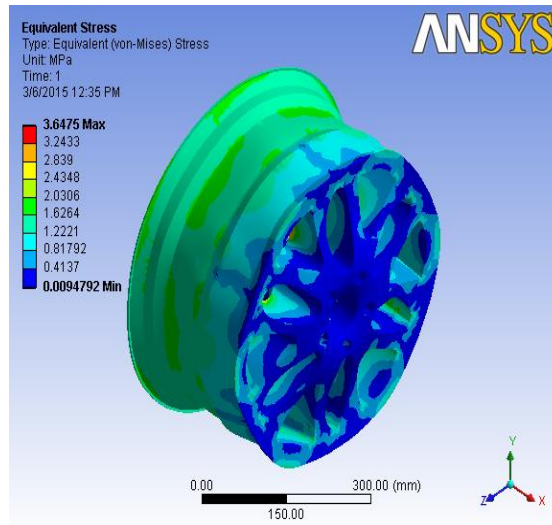 Equivalent Stress
Type: Equivalent (von-Mises) Stress
Unit: MPa
Time: 1
3/6/2015 12:35 PM
ANSYS
3.6475 Max
3.2433
2.839
2.4348
2.0306
1.6264
1.2221
0.81792
0.4137
0.0094792 Min
0.00 300.00 (mm)
150.00
Y
Z X